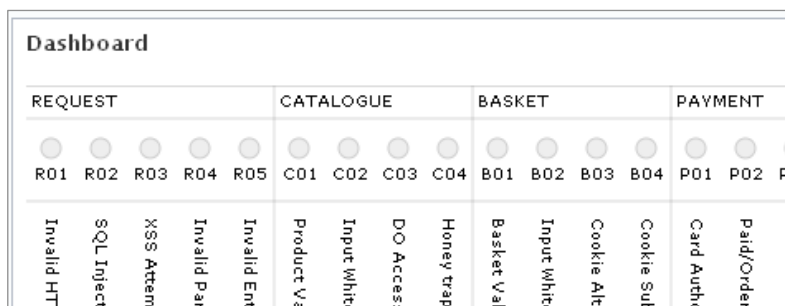 Dashboard
REQUEST CATALOGUE BASKET PAYMENT
R01 R02 R03 R04 R05 C01 C02 C03 C04 B01 B02 B03 B04 P01 P02
Invalid HT
SQL Inject
XSS Attem
Invalid Par
Invalid Ent
Product Va
Input Whit
DO Acces
Honey trap
Basket Val
Input Whit
Cookie Alt
Cookie Sub
Card Auth
Paid/Order